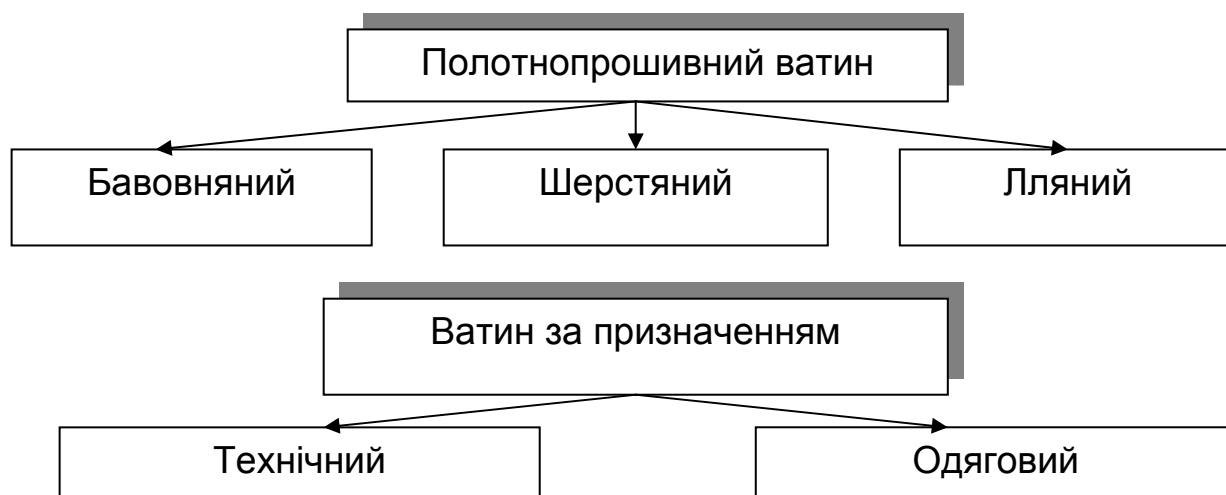 Полотнопрошивний ватин
Бавовняний
Шерстяний
Лляний
Ватин за призначенням
Технічний
Одяговий